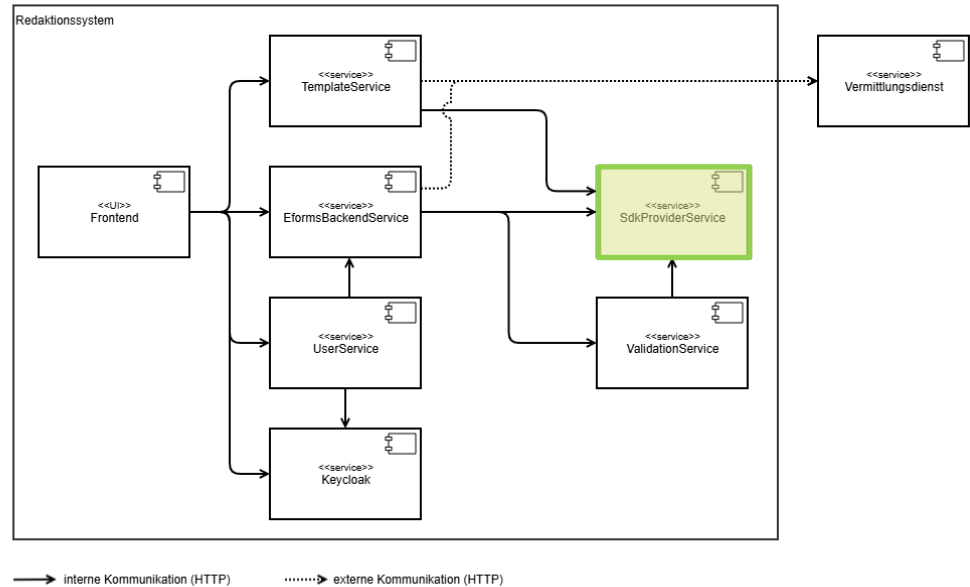 Redaktionssystem
<<service>>
TemplateService
<<service>>
Vermittlungsdienst
<<UI>>
Frontend
<<service>>
EformsBackendService
<<service>>
SdkProviderService
<<service>>
UserService
<<service>>
ValidationService
<<service>>
Keycloak
interne Kommunikation (HTTP)
externe Kommunikation (HTTP)